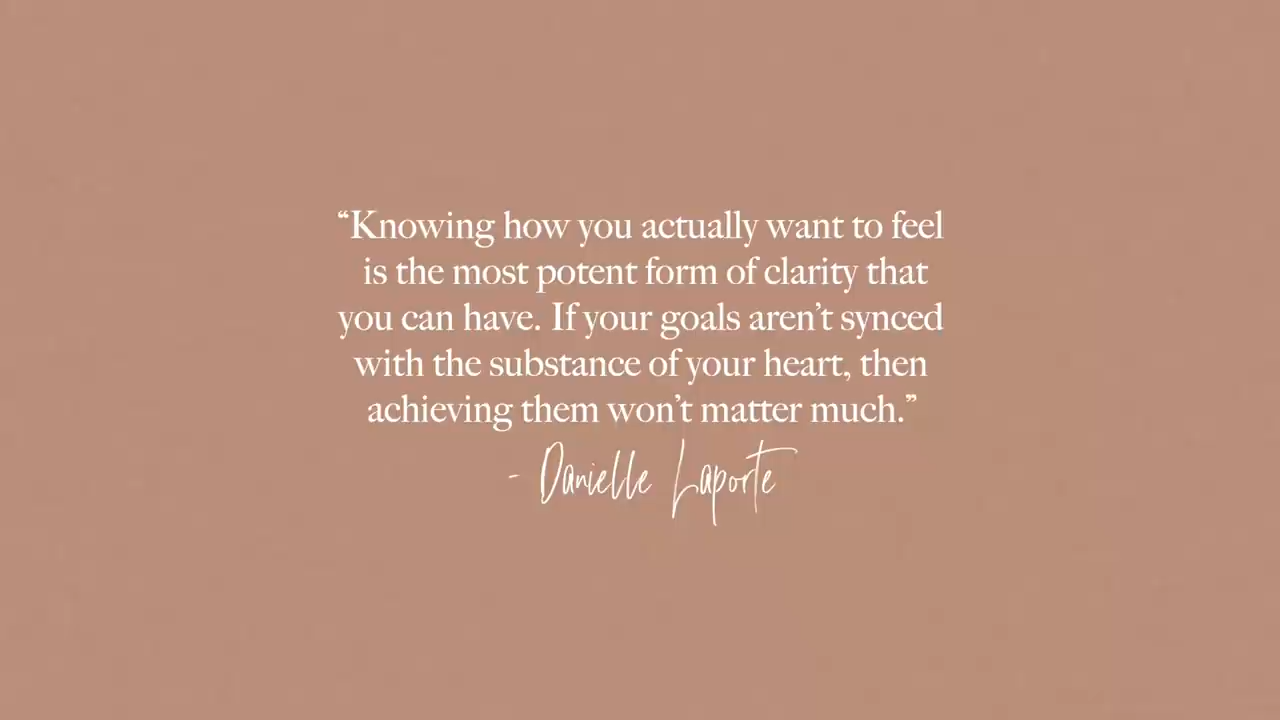 “Knowing how you actually want to feel
is the most potent form of clarity that
you can have. If your goals aren’t synced
with the substance of your heart, then
achieving them won’t matter much.”
- Danielle Laporte